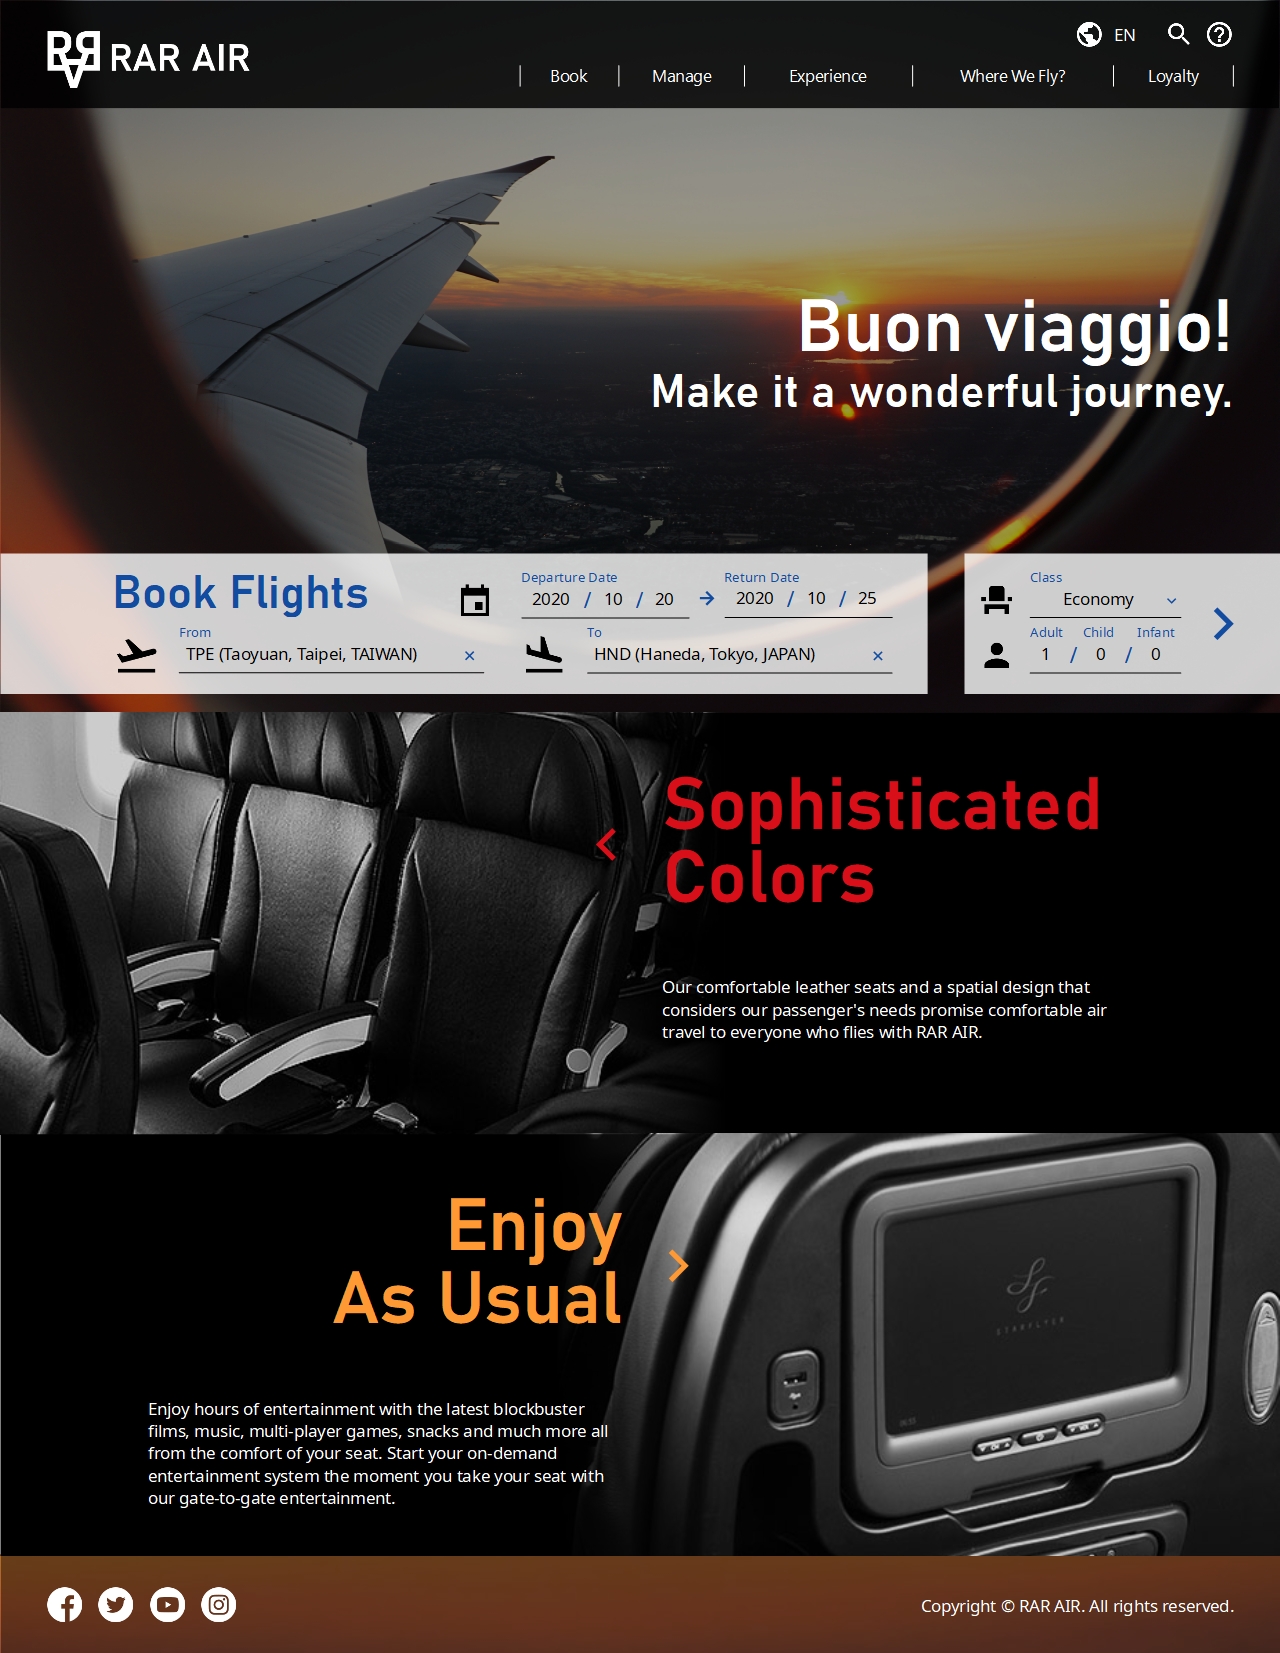 RAR AIR
EN
Book
Manage
Experience
Where We Fly?
Loyalty
Buon viaggio!
Make it a wonderful journey.
Book Flights
Departure Date
Return Date
2020 / 10 / 20
2020 / 10 / 25
From
To
TPE (Taoyuan, Taipei, TAIWAN)
HND (Haneda, Tokyo, JAPAN)
Class
Economy
Adult Child Infant
1 / 0 / 0
Sophisticated
Colors
Our comfortable leather seats and a spatial design that
considers our passenger's needs promise comfortable air
travel to everyone who flies with RAR AIR.
Enjoy
As Usual
STARFLYER
Enjoy hours of entertainment with the latest blockbuster
films, music, multi-player games, snacks and much more all
from the comfort of your seat. Start your on-demand
entertainment system the moment you take your seat with
our gate-to-gate entertainment.
Copyright © RAR AIR. All rights reserved.